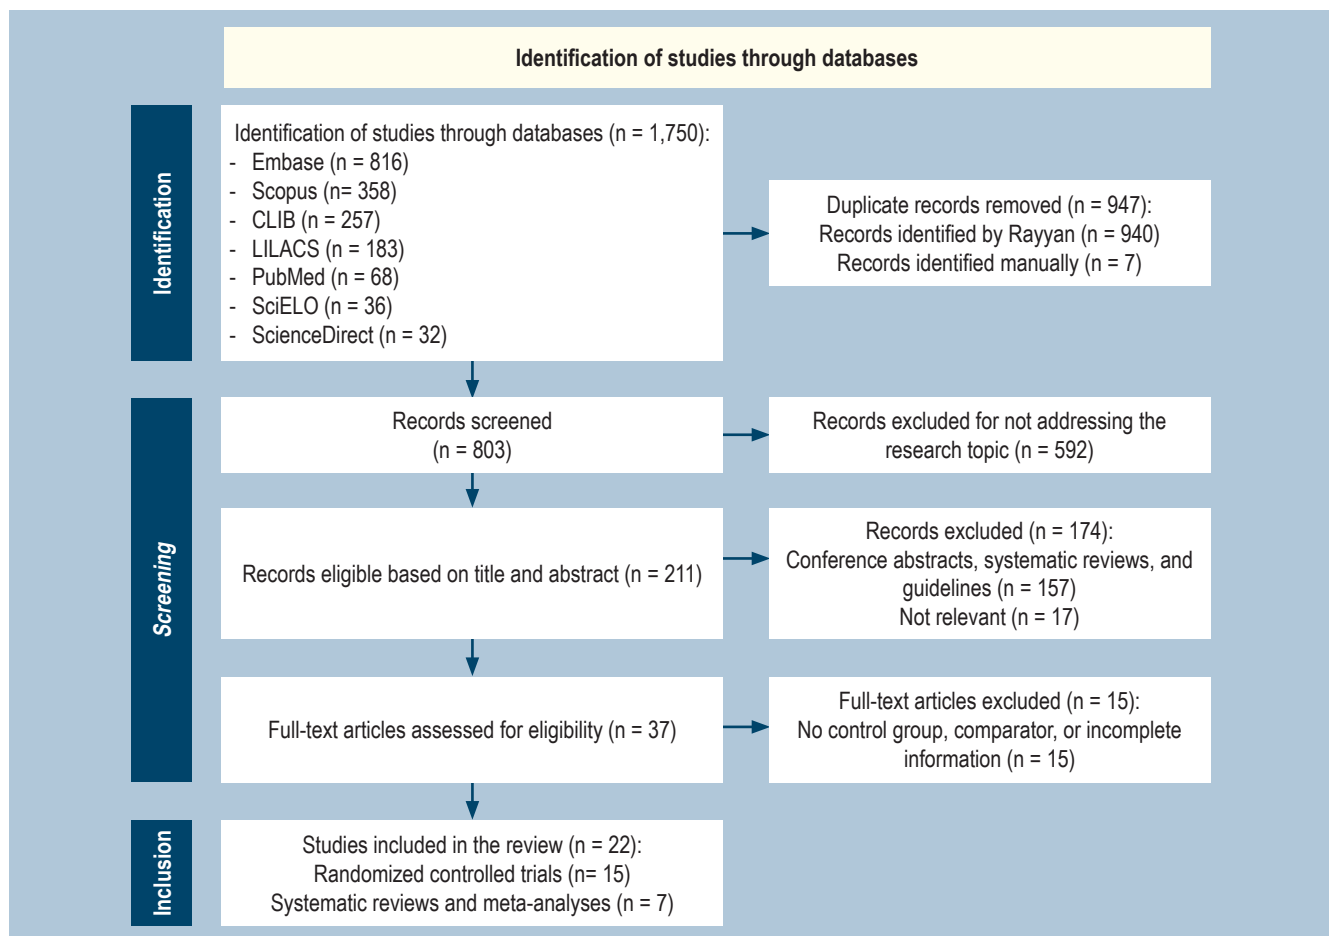 Identification of studies through databases
Identification
Identification of studies through databases (n = 1,750):
- Embase (n = 816)
- Scopus (n= 358)
- CLIB (n = 257)
- LILACS (n = 183)
- PubMed (n = 68)
- SciELO (n = 36)
- ScienceDirect (n = 32)
Duplicate records removed (n = 947):
Records identified by Rayyan (n = 940)
Records identified manually (n = 7)
Screening
Records screened
(n = 803)
Records excluded for not addressing the
research topic (n = 592)
Records eligible based on title and abstract (n = 211)
Records excluded (n = 174):
Conference abstracts, systematic reviews, and
guidelines (n = 157)
Not relevant (n = 17)
Full-text articles assessed for eligibility (n = 37)
Full-text articles excluded (n = 15):
No control group, comparator, or incomplete
information (n = 15)
Inclusion
Studies included in the review (n = 22):
Randomized controlled trials (n= 15)
Systematic reviews and meta-analyses (n = 7)